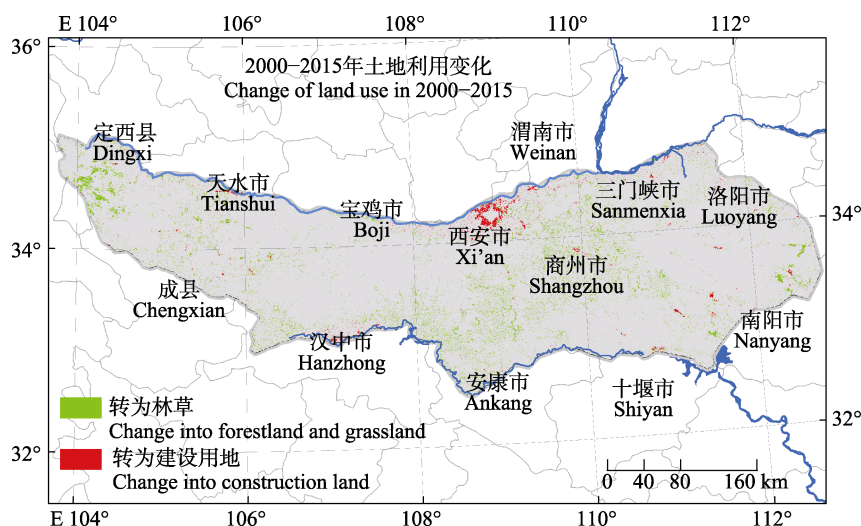 E 104° 106° 108° 110° 112°
36°
2000−2015年土地利用变化
Change of land use in 2000−2015
定西县
Dingxi
渭南市
Weinan
天水市
Tianshui
宝鸡市
Boji
西安市
Xi’an
三门峡市
Sanmenxia
洛阳市
Luoyang
34° 34°
商州市
Shangzhou
成县
Chengxian
汉中市
Hanzhong
南阳市
Nanyang
安康市
Ankang
十堰市
Shiyan
32° 32°
转为林草
Change into forestland and grassland
转为建设用地
Change into construction land
0 40 80 160 km
E 104° 106° 108° 110° 112°